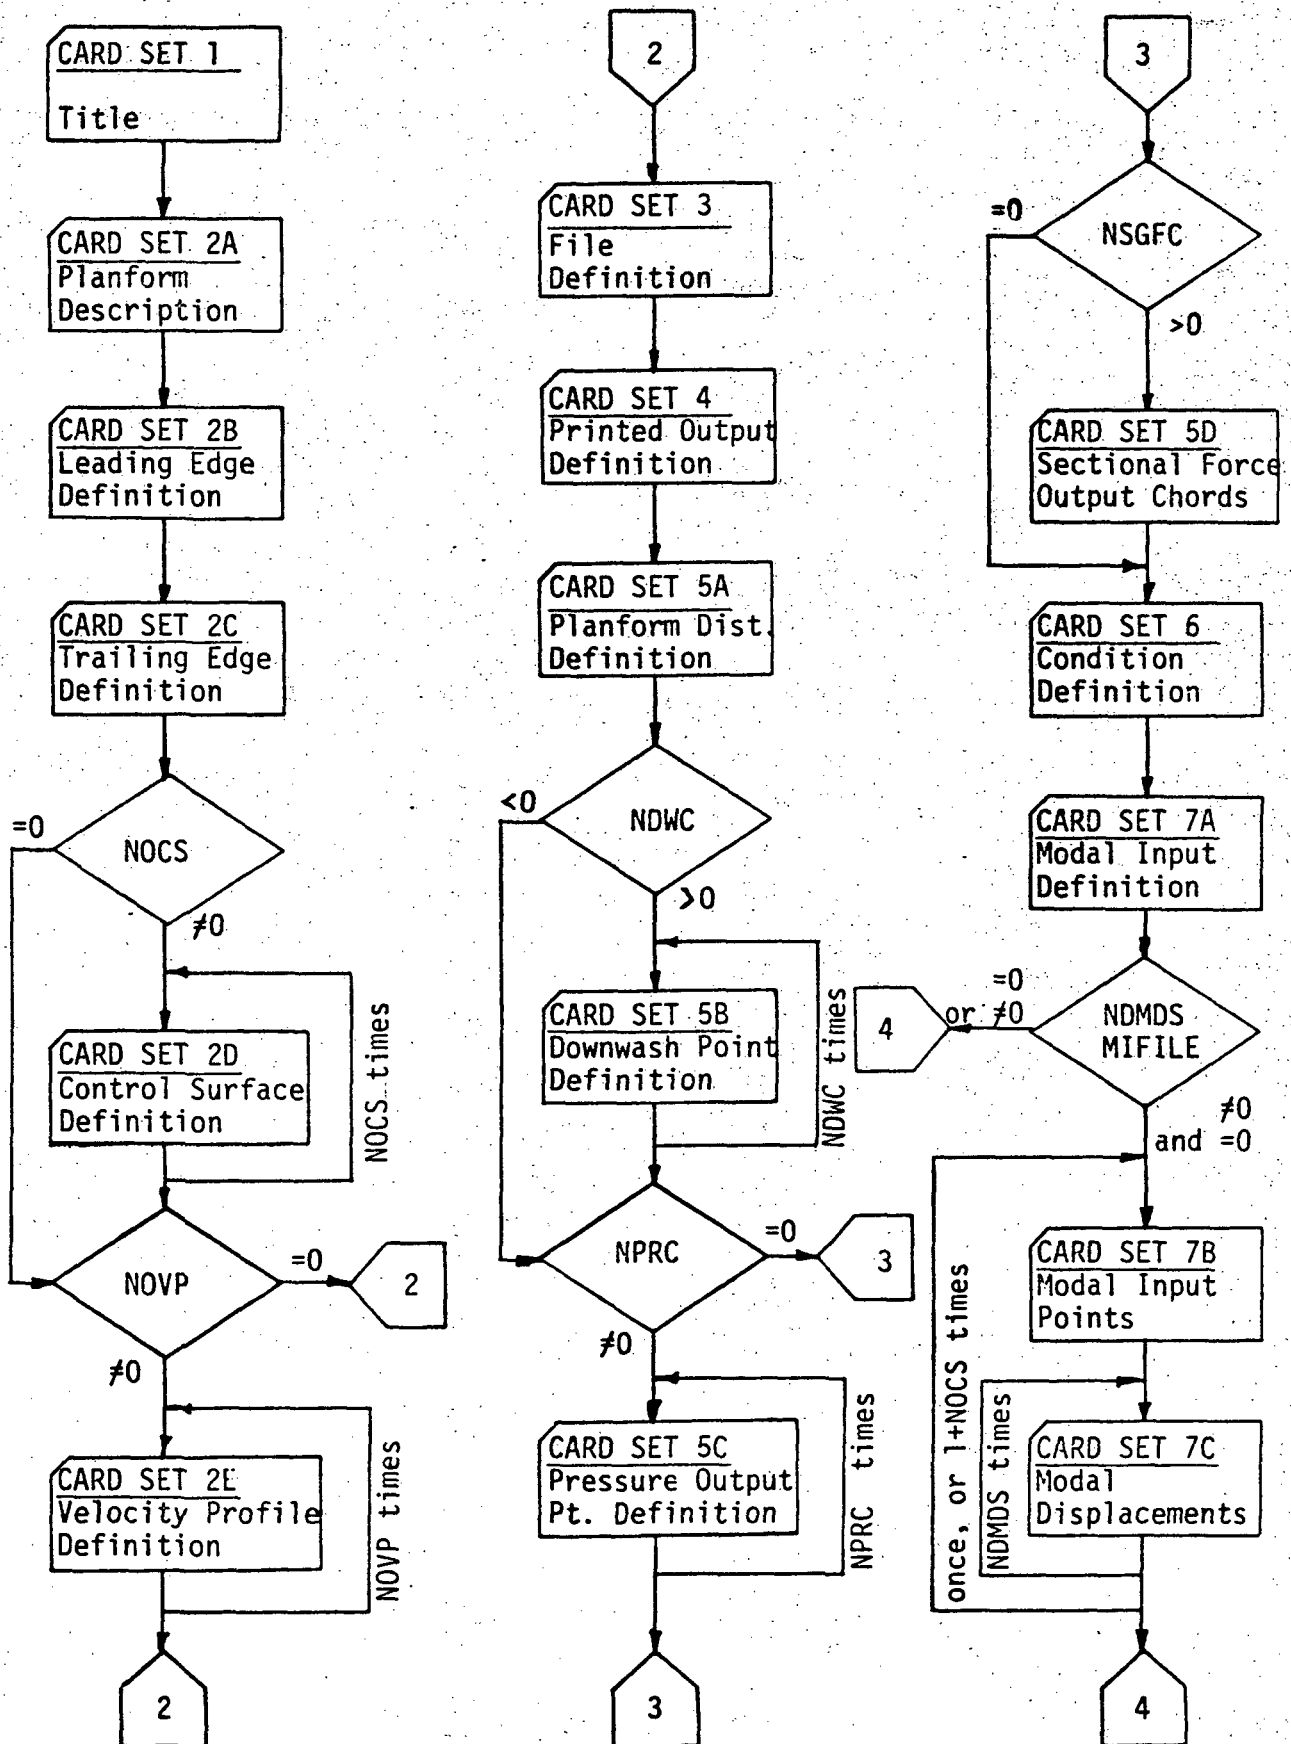 CARD SET 1
Title
CARD SET 2A
Planform
Description
CARD SET 2B
Leading Edge
Definition
CARD SET 2C
Trailing Edge
Definition
=0
NOCS
≠0
CARD SET 2D
Control Surface
Definition
NOCS times
NOVP
=0
2
≠0
CARD SET 2E
Velocity Profile
Definition
NOVP times
2
2
CARD SET 3
File
Definition
CARD SET 4
Printed Output
Definition
CARD SET 5A
Planform Dist.
Definition
<0
NDWC
>0
CARD SET 5B
Downwash Point
Definition
NDWC times
NPRC
=0
3
≠0
CARD SET 5C
Pressure Output
Pt. Definition
NPRC times
3
3
=0
NSGFC
>0
CARD SET 5D
Sectional Force
Output Chords
CARD SET 6
Condition
Definition
CARD SET 7A
Modal Input
Definition
=0
or ≠0
4
NDMDS
MIFILE
≠0
and =0
CARD SET 7B
Modal Input
Points
once, or 1+NOCS times
NDMDS times
CARD SET 7C
Modal
Displacements
4